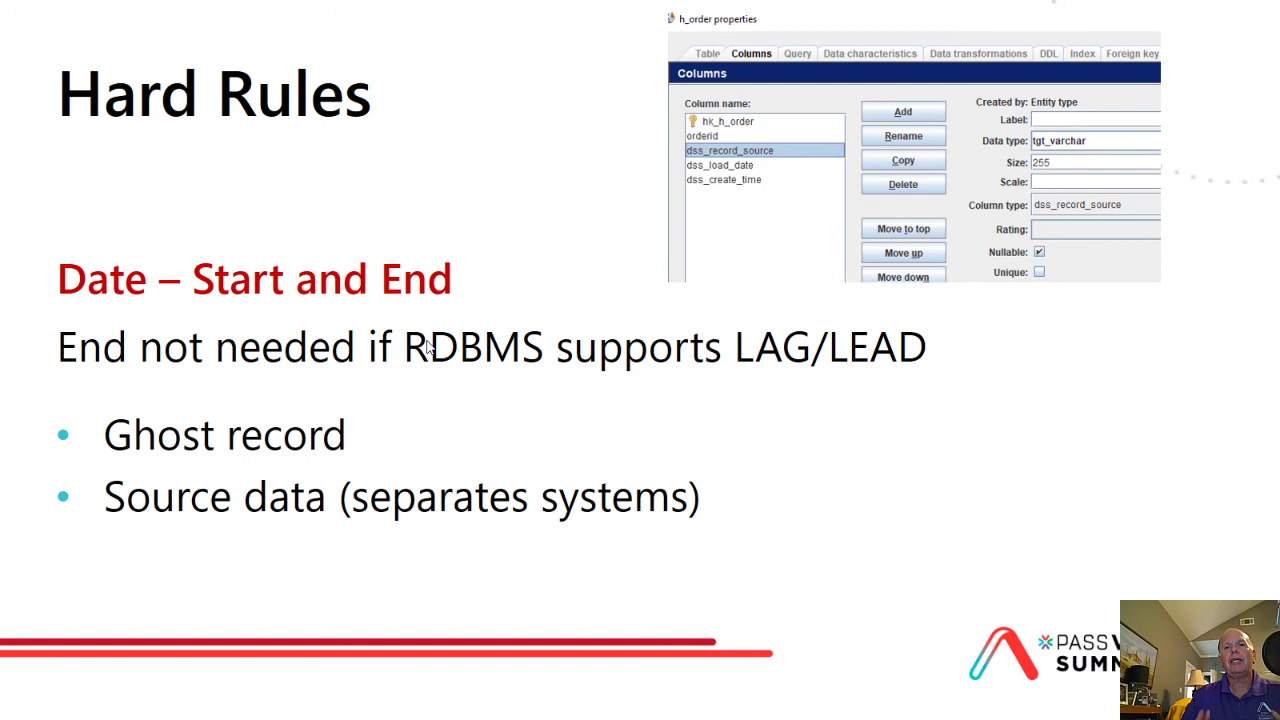 Hard Rules
h_order properties
Table Columns Query Data characteristics Data transformations DDL Index Foreign key
Columns
Column name:
hk_h_order
orderid
dss_record_source
dss_load_date
dss_create_time
Add
Rename
Copy
Delete
Move to top
Move up
Move down
Created by: Entity type
Label:
Data type: tgt_varchar
Size: 255
Scale:
Column type: dss_record_source
Rating:
Nullable:
Unique:
Date – Start and End
End not needed if RDBMS supports LAG/LEAD
• Ghost record
• Source data (separates systems)
PASS